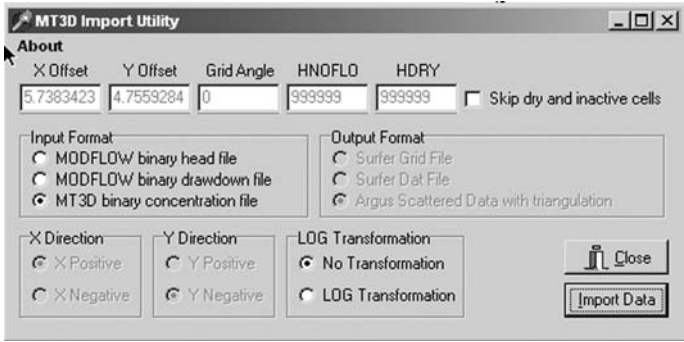 MT3D Import Utility
About
X Offset Y Offset Grid Angle HNOFLO HDRY
5.7383423 4.7559284 0 999999 999999 Skip dry and inactive cells
Input Format Output Format
MODFLOW binary head file Surfer Grid File
MODFLOW binary drawdown file Surfer Dat File
MT3D binary concentration file Argus Scattered Data with triangulation
X Direction Y Direction LOG Transformation
X Positive Y Positive No Transformation Close
X Negative Y Negative LOG Transformation Import Data